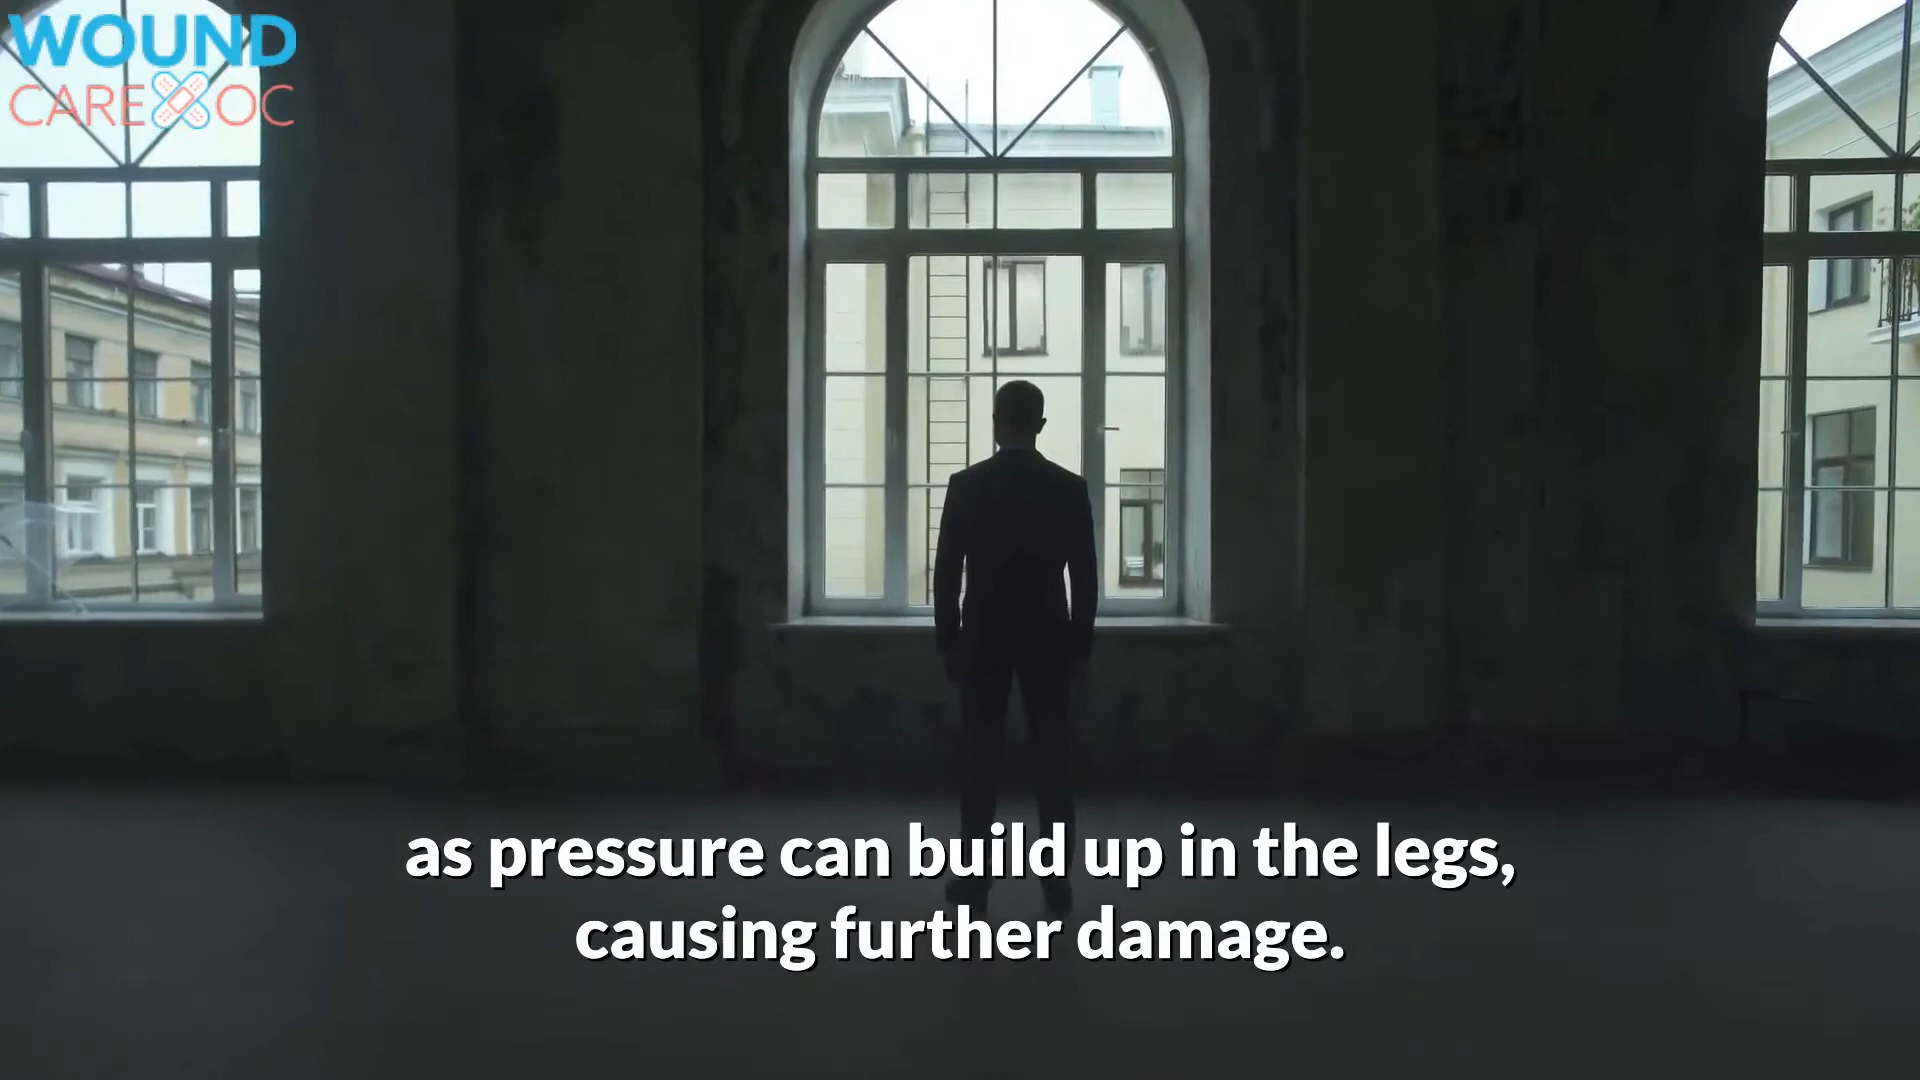 WOUND
CARE OC
as pressure can build up in the legs,
causing further damage.